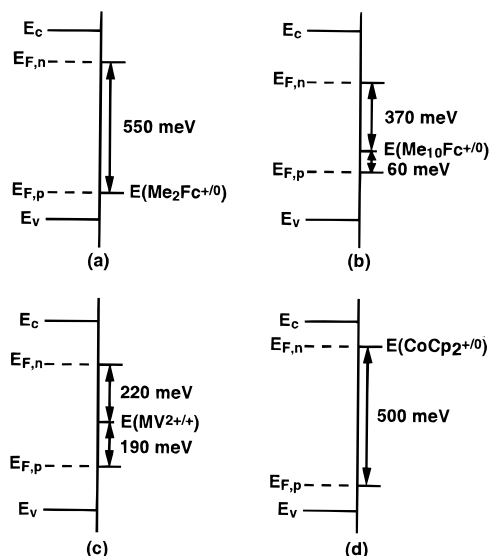 Ec
EF,n
550 meV
EF,p
E(Me2Fc+/0)
Ev
(a)
Ec
EF,n
370 meV
E(Me10Fc+/0)
EF,p
60 meV
Ev
(b)
Ec
EF,n
220 meV
E(MV2+/+)
190 meV
EF,p
Ev
(c)
Ec
EF,n
E(CoCp2+/0)
500 meV
EF,p
Ev
(d)